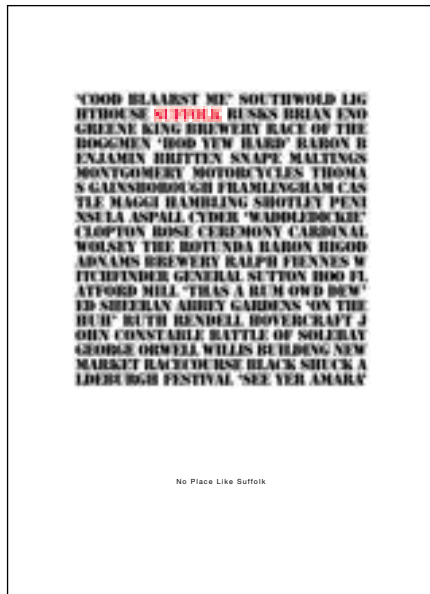 'COOD BLAARST ME' SOUTHWOLD LIG
HTHOUSE SUFFOLK RUSKS BRIAN ENO
GREENE KING BREWERY RACE OF THE
BOGGMEN 'HOD YEW HARD' BARON B
ENJAMIN BRITTEN SNAPE MALTINGS
MONTGOMERY MOTORCYCLES THOMA
S GAINSBOROUGH FRAMLINGHAM CAS
TLE MAGGI HAMBLING SHOTLEY PENI
NSULA ASPALL CYDER 'WADDLEDICKIE'
CLOPTON ROSE CEREMONY CARDINAL
WOLSEY THE ROTUNDA BARON BIGOD
ADNAMS BREWERY RALPH FIENNES W
ITCHFINDER GENERAL SUTTON HOO FL
ATFORD MILL 'THAS A RUM OWD DEW'
ED SHEERAN ABBEY GARDENS 'ON THE
HUH' RUTH RENDELL HOVERCRAFT J
OHN CONSTABLE BATTLE OF SOLEBAY
GEORGE ORWELL WILLIS BUILDING NEW
MARKET RACECOURSE BLACK SHUCK A
LDEBURGH FESTIVAL 'SEE YER AMARA'
No Place Like Suffolk